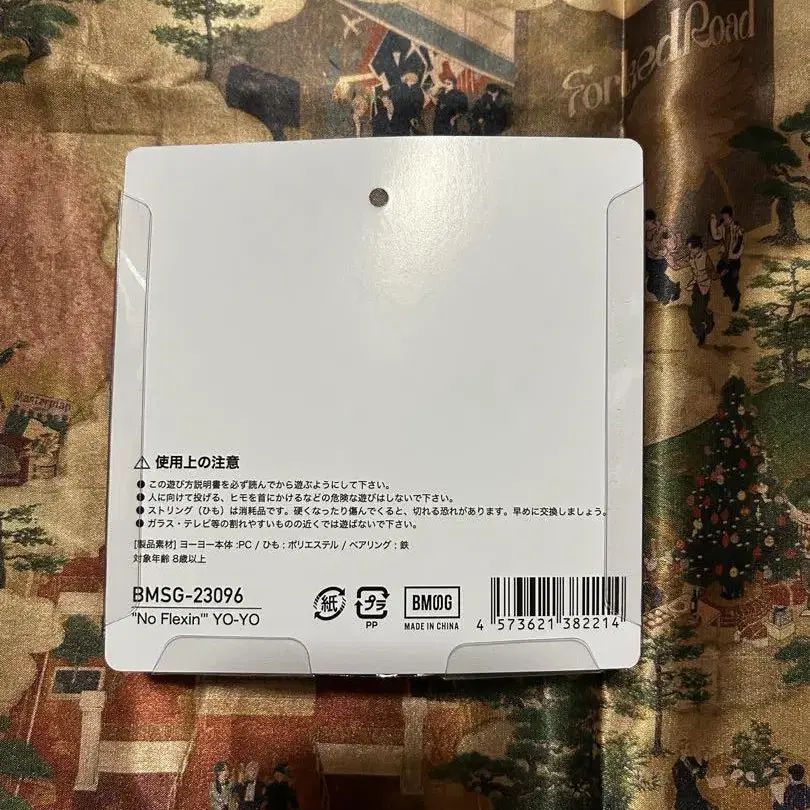 Forked Road
Masterplan
⚠ 使用上の注意
● この遊び方説明書を必ず読んでから遊ぶようにして下さい。
● 人に向けて投げる、ヒモを首にかけるなどの危険な遊びはしないで下さい。
● ストリング（ひも）は消耗品です。硬くなったり傷んでくると、切れる恐れがあります。早めに交換しましょう。
● ガラス・テレビ等の割れやすいものの近くでは遊ばないで下さい。
[製品素材] ヨーヨー本体 :PC / ひも : ポリエステル / ベアリング : 鉄
対象年齢 8歳以上
BMSG-23096
"No Flexin'" YO-YO
紙
プラ
PP
BMSG
MADE IN CHINA
4 573621 382214